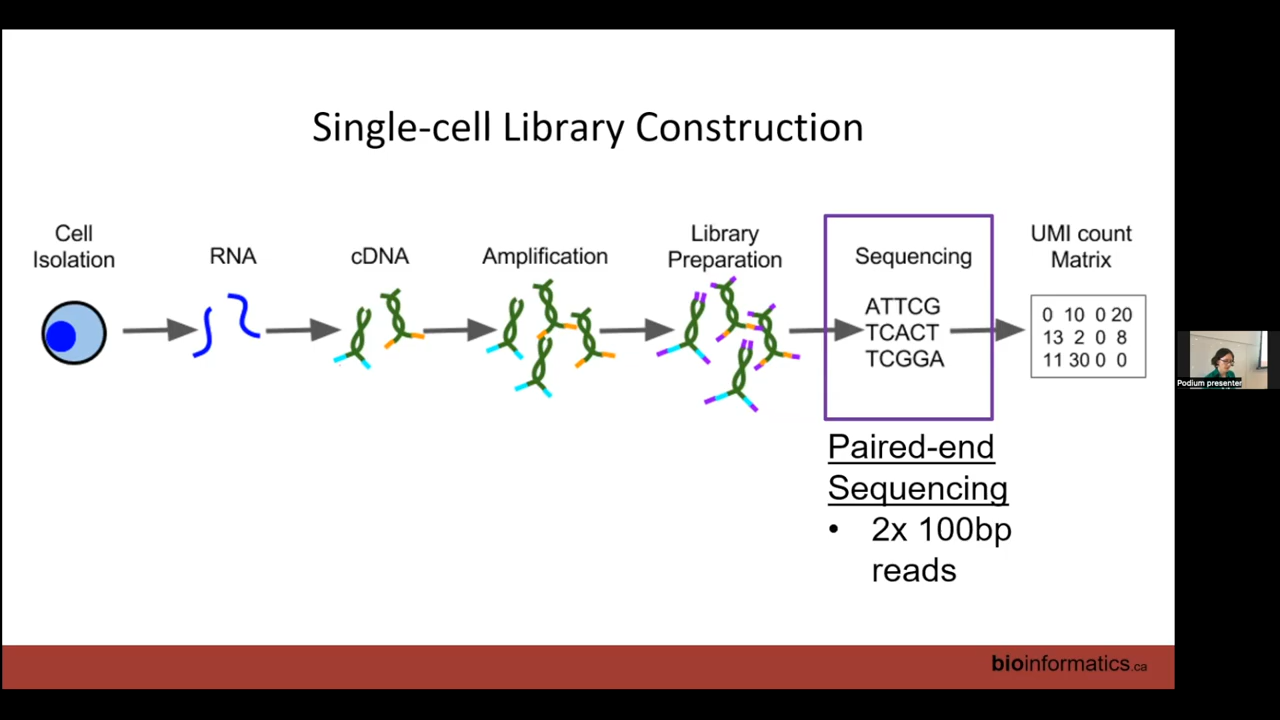 Single-cell Library Construction
Cell
Isolation
RNA
cDNA
Amplification
Library
Preparation
Sequencing
ATTCG
TCACT
TCGGA
UMI count
Matrix
0 10 0 20
13 2 0 8
11 30 0 0
Paired-end
Sequencing
• 2x 100bp
reads
Podium presenter
bioinformatics.ca